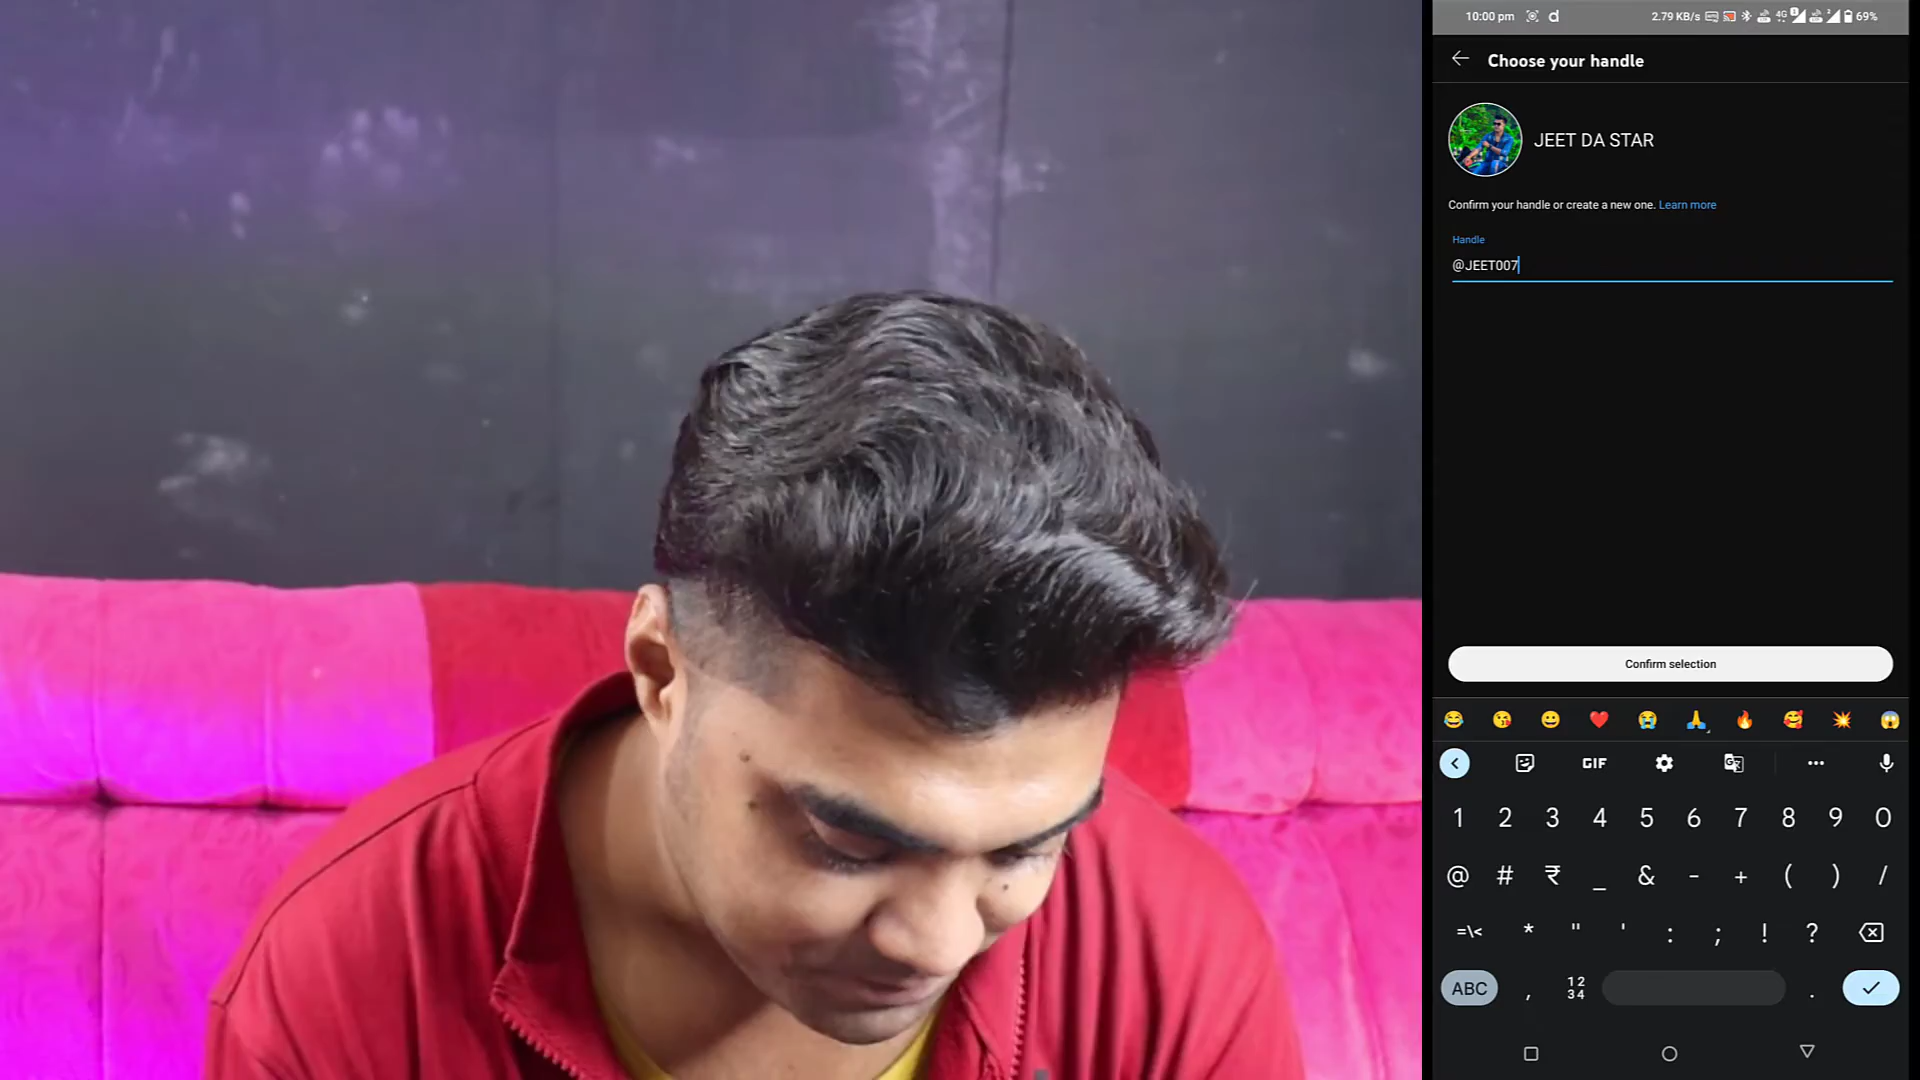 10:00 pm d 2.79 KB/s 4G 69%
Choose your handle
JEET DA STAR
Confirm your handle or create a new one. Learn more
Handle
@JEET007
Confirm selection
GIF
1 2 3 4 5 6 7 8 9 0
@ # ₹ _ & - + ( ) /
=\< * " ' : ; ! ?
ABC , 12 34 .